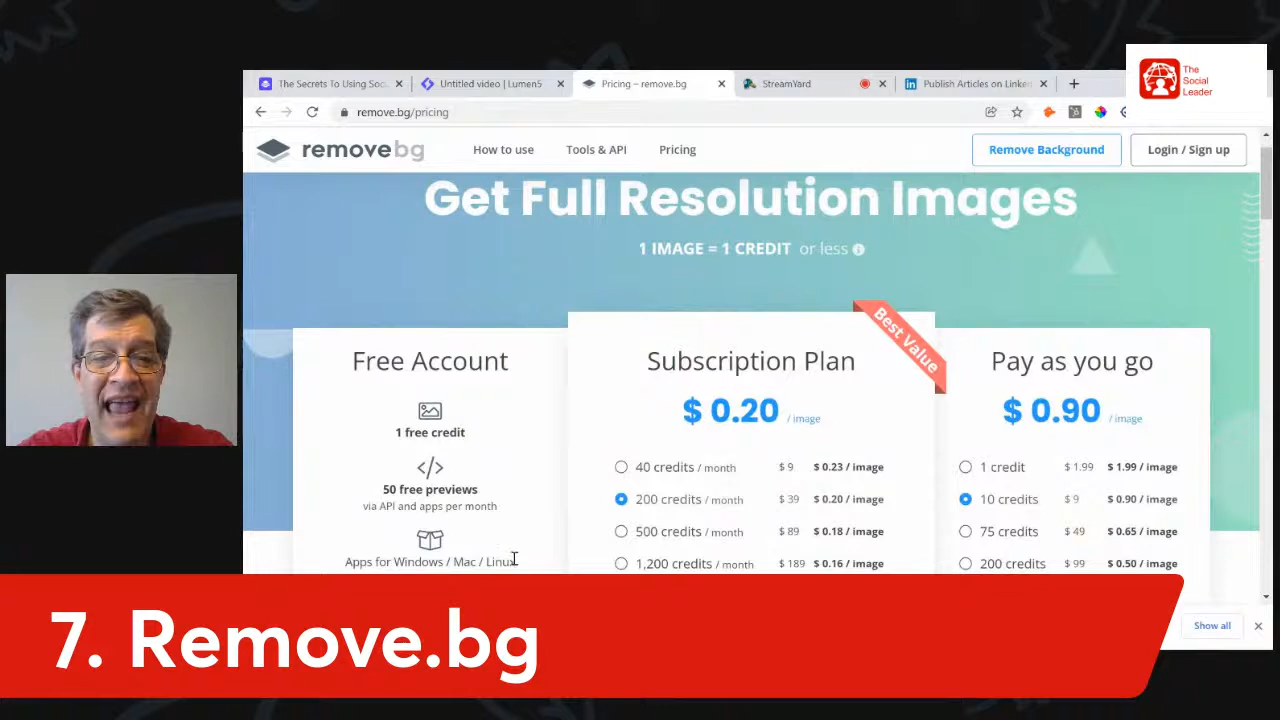 The Secrets To Using Soc
Untitled video | Lumen5
Pricing – remove.bg
StreamYard
Publish Articles on Linke
The
Social
Leader
remove.bg/pricing
removebg
How to use
Tools & API
Pricing
Remove Background
Login / Sign up
Get Full Resolution Images
1 IMAGE = 1 CREDIT or less
Best Value
Free Account
1 free credit
50 free previews
via API and apps per month
Apps for Windows / Mac / Linux
Subscription Plan
$ 0.20 / image
40 credits / month $ 9 $ 0.23 / image
200 credits / month $ 39 $ 0.20 / image
500 credits / month $ 89 $ 0.18 / image
1,200 credits / month $ 189 $ 0.16 / image
Pay as you go
$ 0.90 / image
1 credit $ 1.99 $ 1.99 / image
10 credits $ 9 $ 0.90 / image
75 credits $ 49 $ 0.65 / image
200 credits $ 99 $ 0.50 / image
Show all
7. Remove.bg